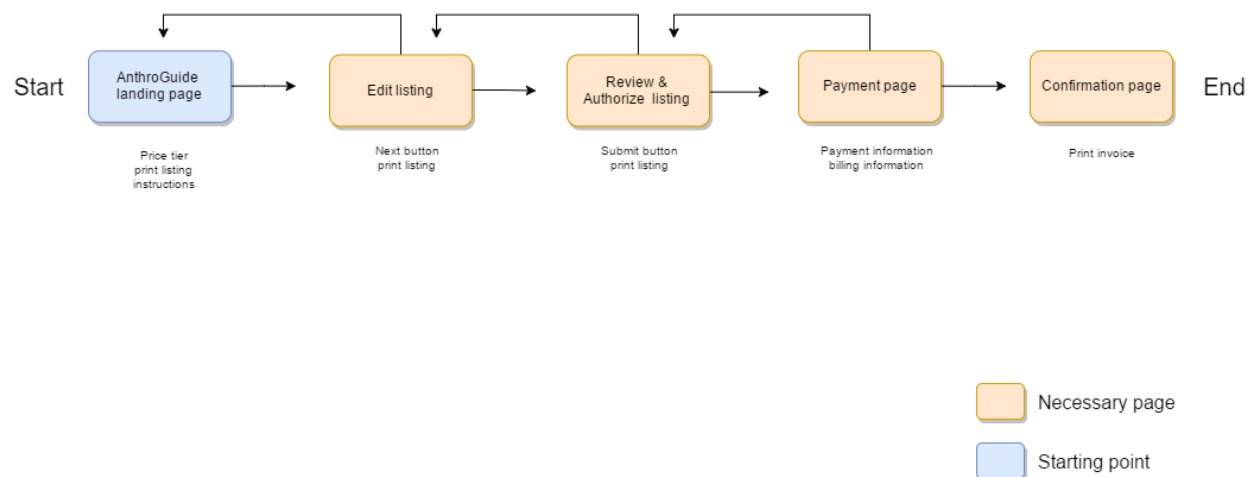 Start
AnthroGuide
landing page
Edit listing
Review &
Authorize listing
Payment page
Confirmation page
End
Price tier
print listing
instructions
Next button
print listing
Submit button
print listing
Payment information
billing information
Print invoice
Necessary page
Starting point